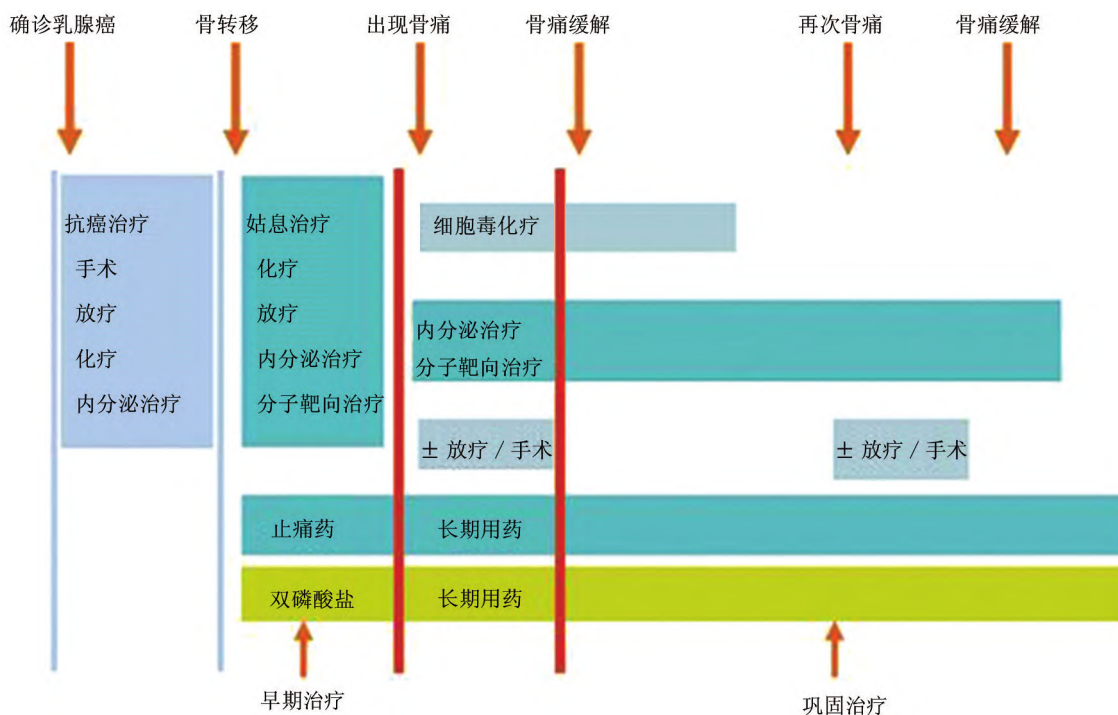 确诊乳腺癌
骨转移
出现骨痛
骨痛缓解
再次骨痛
骨痛缓解
抗癌治疗
手术
放疗
化疗
内分泌治疗
姑息治疗
化疗
放疗
内分泌治疗
分子靶向治疗
细胞毒化疗
内分泌治疗
分子靶向治疗
± 放疗 / 手术
± 放疗 / 手术
止痛药
长期用药
双磷酸盐
长期用药
早期治疗
巩固治疗